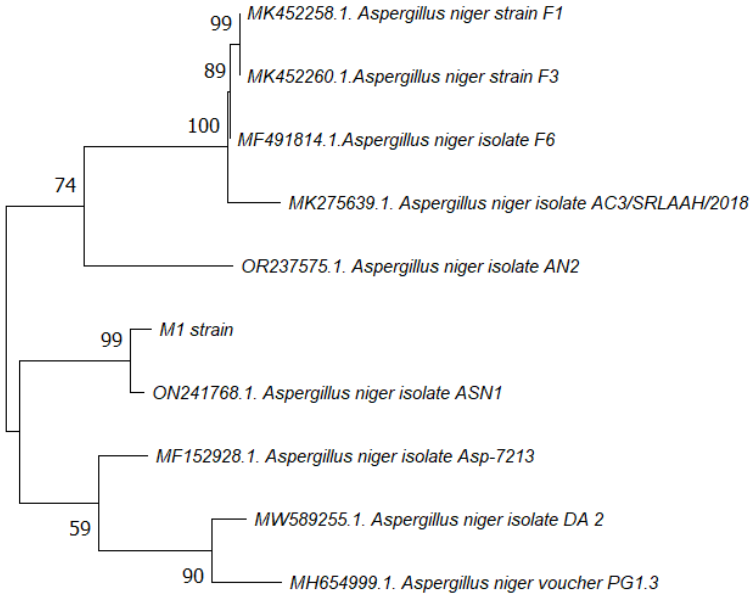 99
MK452258.1. Aspergillus niger strain F1
89
MK452260.1.Aspergillus niger strain F3
100
MF491814.1.Aspergillus niger isolate F6
74
MK275639.1. Aspergillus niger isolate AC3/SRLAAH/2018
OR237575.1. Aspergillus niger isolate AN2
99
M1 strain
ON241768.1. Aspergillus niger isolate ASN1
MF152928.1. Aspergillus niger isolate Asp-7213
59
MW589255.1. Aspergillus niger isolate DA 2
90
MH654999.1. Aspergillus niger voucher PG1.3